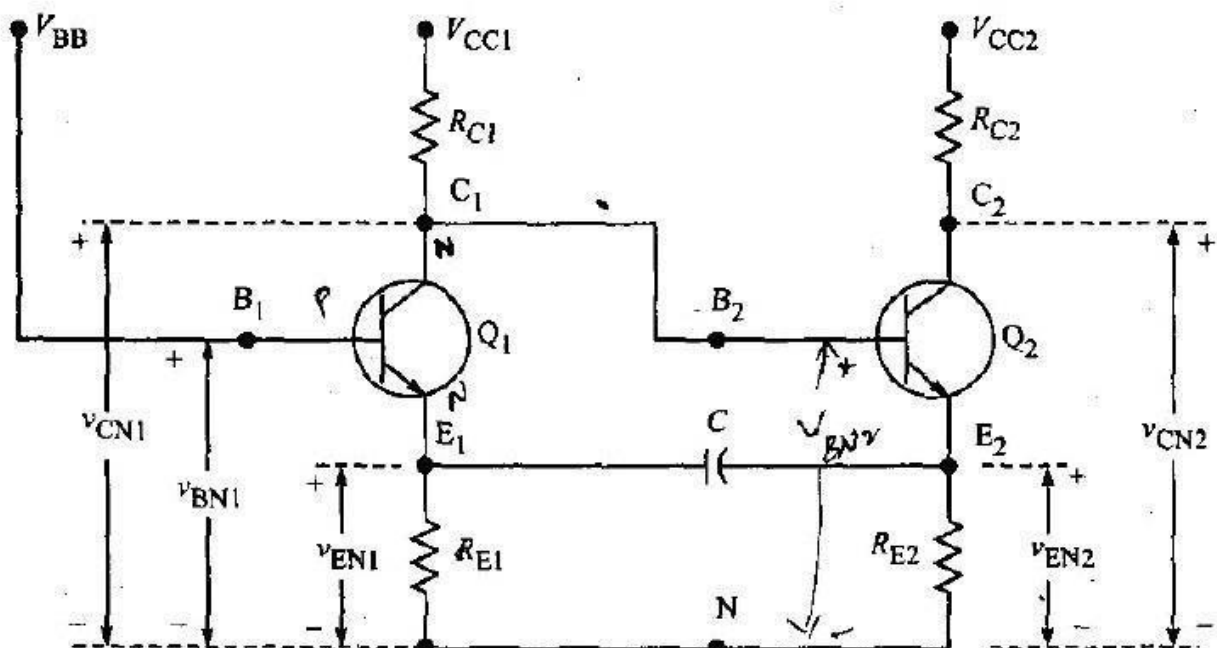 V_BB V_CC1 V_CC2
R_C1 R_C2
C_1 C_2
+ N +
B_1 P B_2
Q_1 Q_2
+ +
N
E_1 C E_2
v_CN1 V_BN2 v_CN2
+ +
v_BN1
v_EN1 R_E1 R_E2 v_EN2
N
− − − − − −